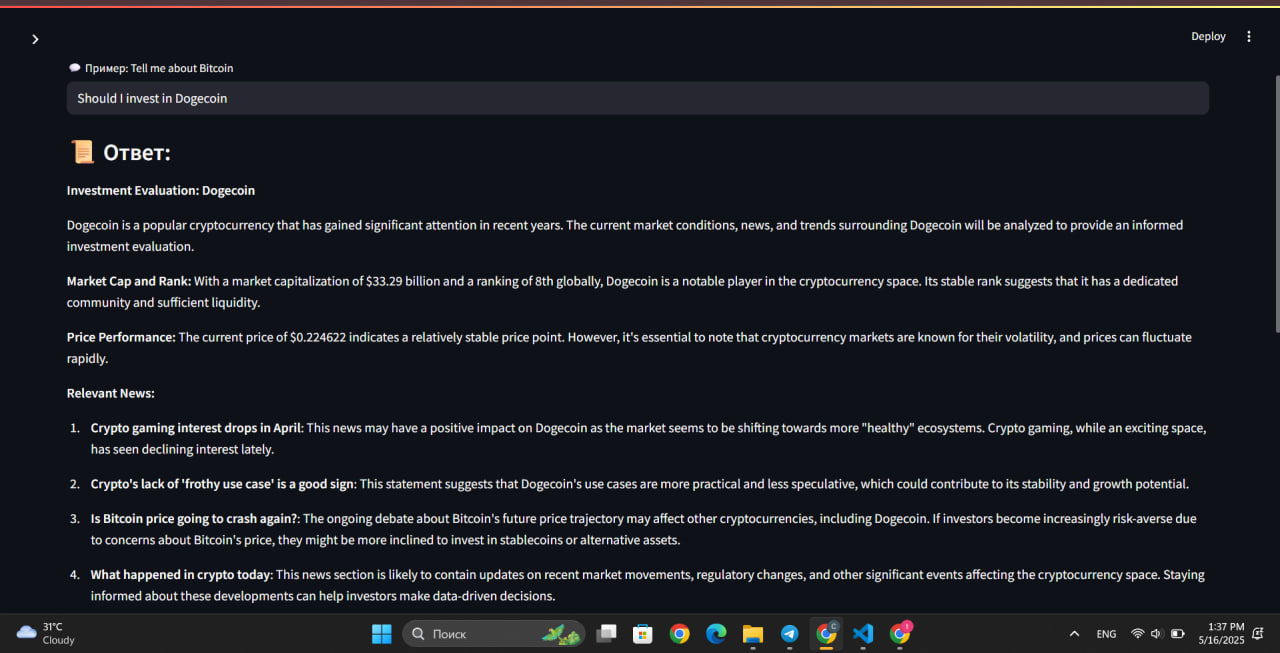 Deploy
Пример: Tell me about Bitcoin
Should I invest in Dogecoin
Ответ:
Investment Evaluation: Dogecoin
Dogecoin is a popular cryptocurrency that has gained significant attention in recent years. The current market conditions, news, and trends surrounding Dogecoin will be analyzed to provide an informed
investment evaluation.
Market Cap and Rank: With a market capitalization of $33.29 billion and a ranking of 8th globally, Dogecoin is a notable player in the cryptocurrency space. Its stable rank suggests that it has a dedicated
community and sufficient liquidity.
Price Performance: The current price of $0.224622 indicates a relatively stable price point. However, it's essential to note that cryptocurrency markets are known for their volatility, and prices can fluctuate
rapidly.
Relevant News:
1. Crypto gaming interest drops in April: This news may have a positive impact on Dogecoin as the market seems to be shifting towards more "healthy" ecosystems. Crypto gaming, while an exciting space,
has seen declining interest lately.
2. Crypto's lack of 'frothy use case' is a good sign: This statement suggests that Dogecoin's use cases are more practical and less speculative, which could contribute to its stability and growth potential.
3. Is Bitcoin price going to crash again?: The ongoing debate about Bitcoin's future price trajectory may affect other cryptocurrencies, including Dogecoin. If investors become increasingly risk-averse due
to concerns about Bitcoin's price, they might be more inclined to invest in stablecoins or alternative assets.
4. What happened in crypto today: This news section is likely to contain updates on recent market movements, regulatory changes, and other significant events affecting the cryptocurrency space. Staying
informed about these developments can help investors make data-driven decisions.
31°C
Cloudy
Поиск
ENG
1:37 PM
5/16/2025